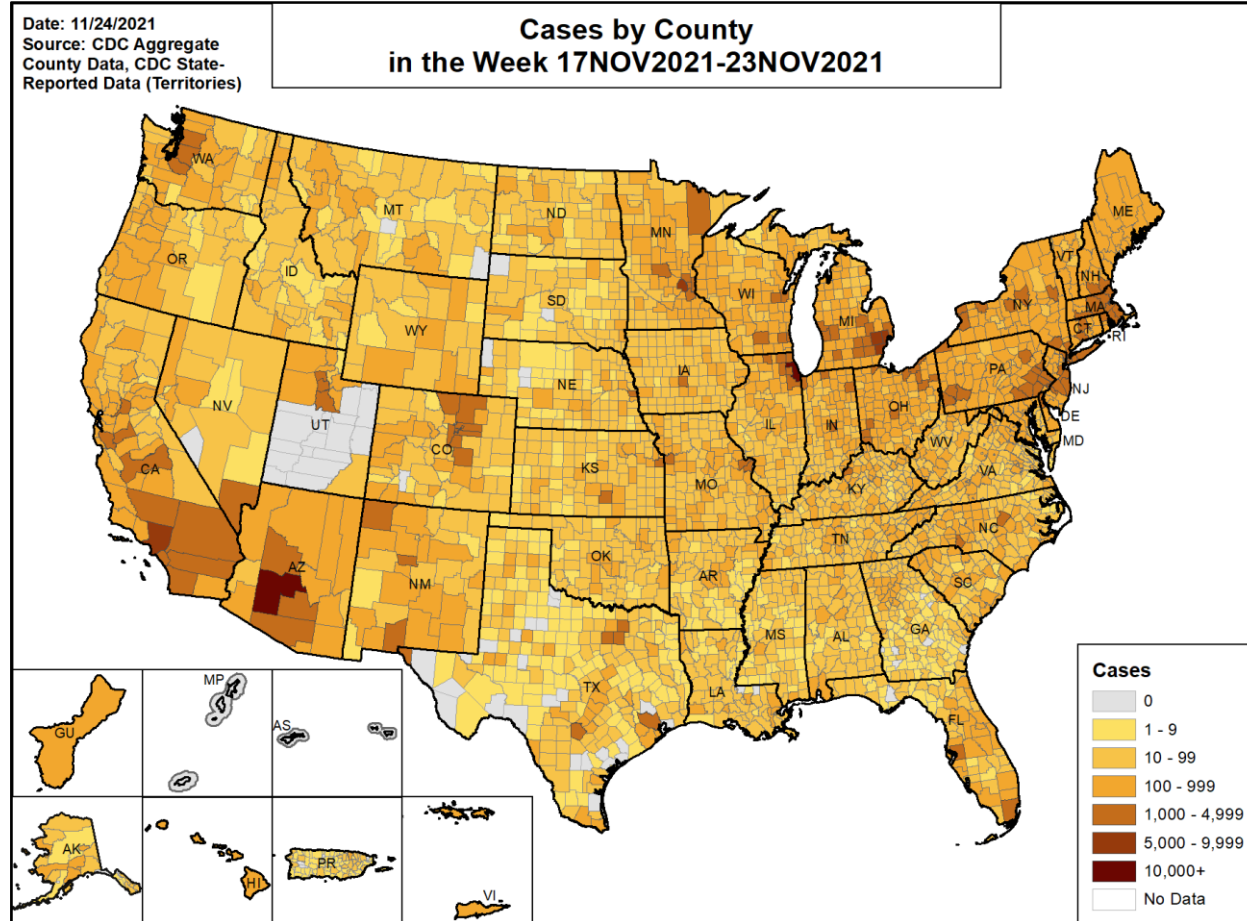 Date: 11/24/2021
Source: CDC Aggregate
County Data, CDC State-
Reported Data (Territories)
Cases by County
in the Week 17NOV2021-23NOV2021
WA
MT
ND
MN
ME
OR
ID
SD
WI
MI
VT
NH
NY
MA
CT
RI
WY
NE
IA
PA
NJ
NV
UT
CO
IL
IN
OH
DE
MD
CA
KS
MO
WV
VA
KY
AZ
NM
OK
AR
TN
NC
SC
MS
AL
GA
TX
LA
FL
GU
MP
AS
AK
HI
PR
VI
Cases
0
1 - 9
10 - 99
100 - 999
1,000 - 4,999
5,000 - 9,999
10,000+
No Data